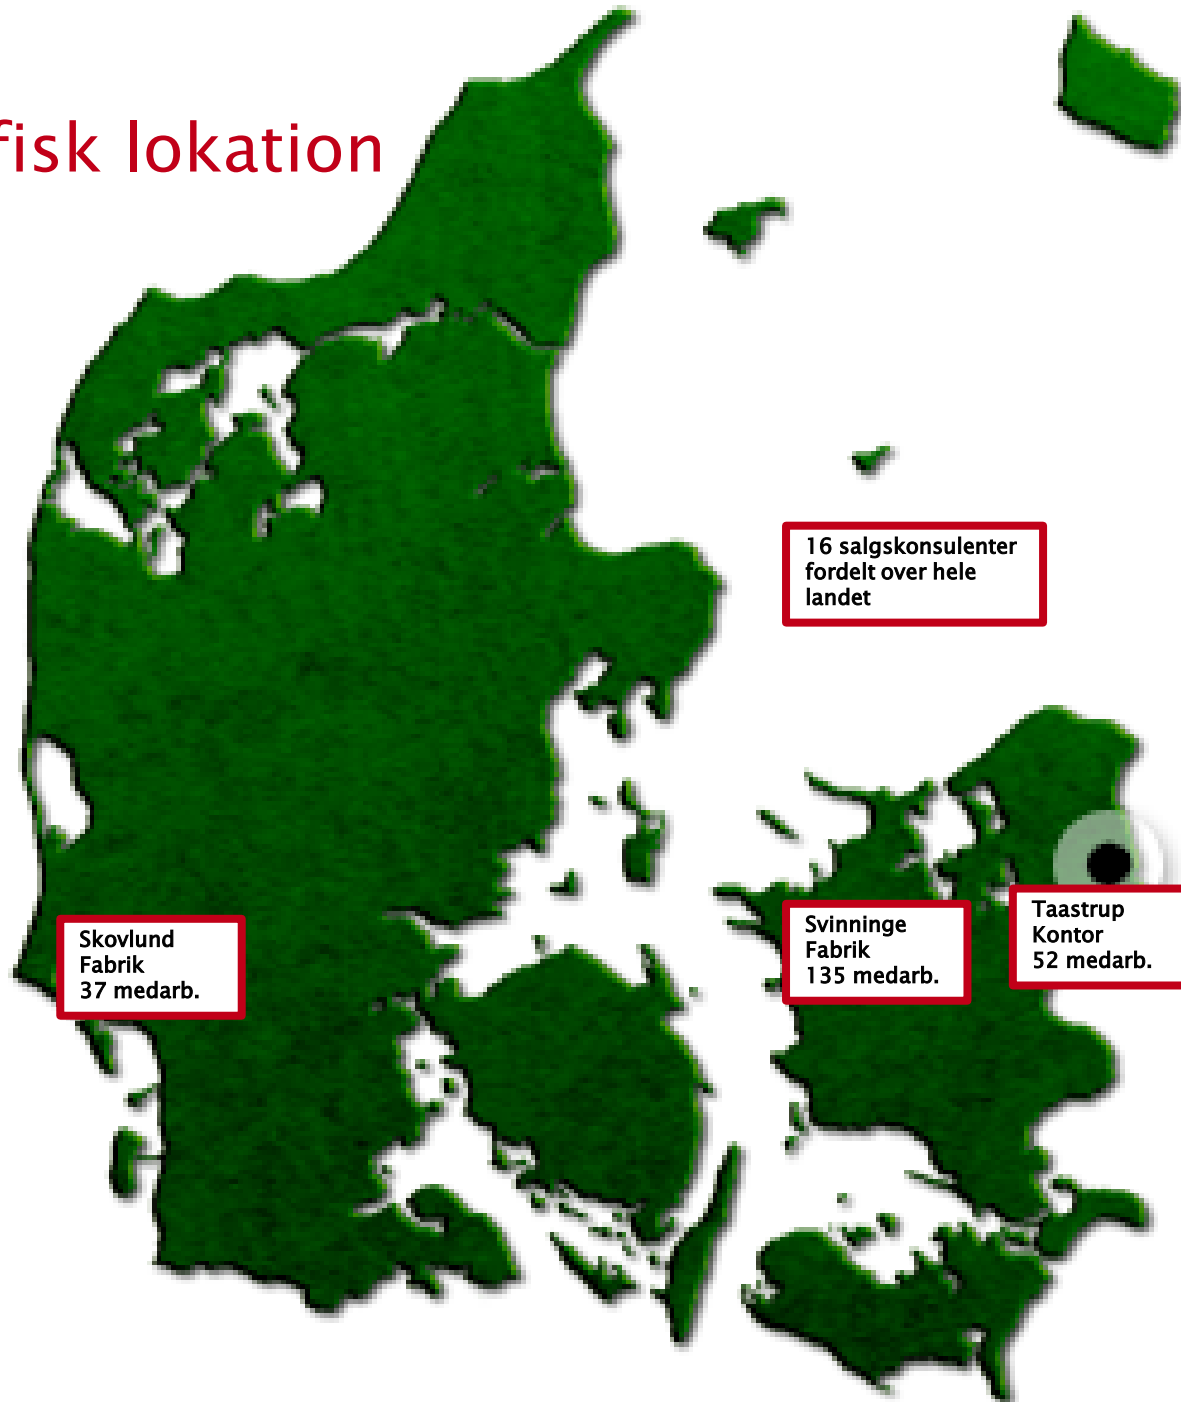 fisk lokation
16 salgskonsulenter
fordelt over hele
landet
Skovlund
Fabrik
37 medarb.
Svinninge
Fabrik
135 medarb.
Taastrup
Kontor
52 medarb.